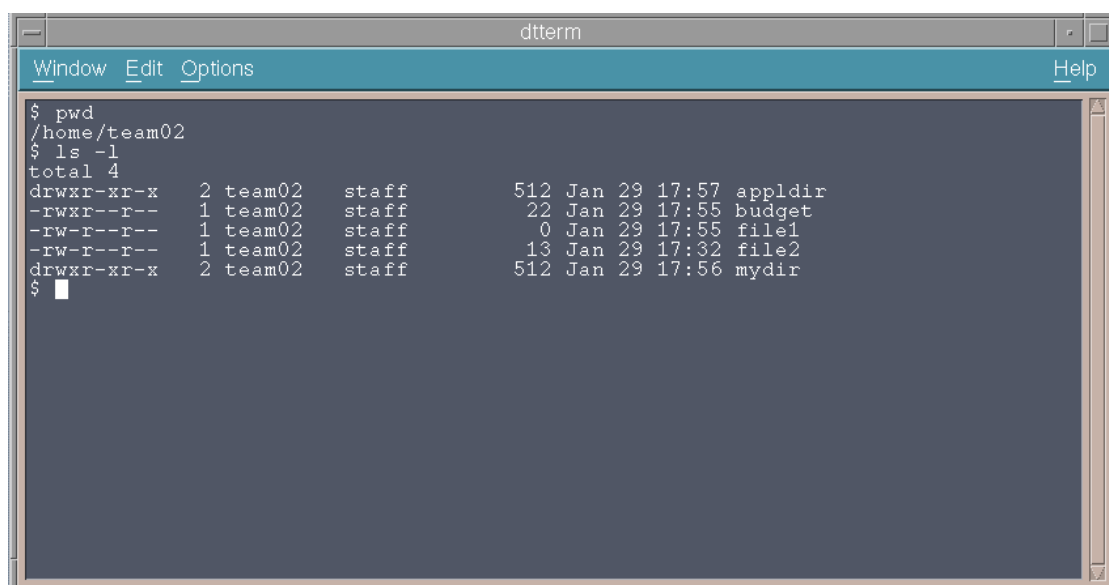 dtterm
Window Edit Options Help
$ pwd
/home/team02
$ ls -l
total 4
drwxr-xr-x   2 team02   staff          512 Jan 29 17:57 appldir
-rwxr--r--   1 team02   staff           22 Jan 29 17:55 budget
-rw-r--r--   1 team02   staff            0 Jan 29 17:55 file1
-rw-r--r--   1 team02   staff           13 Jan 29 17:32 file2
drwxr-xr-x   2 team02   staff          512 Jan 29 17:56 mydir
$